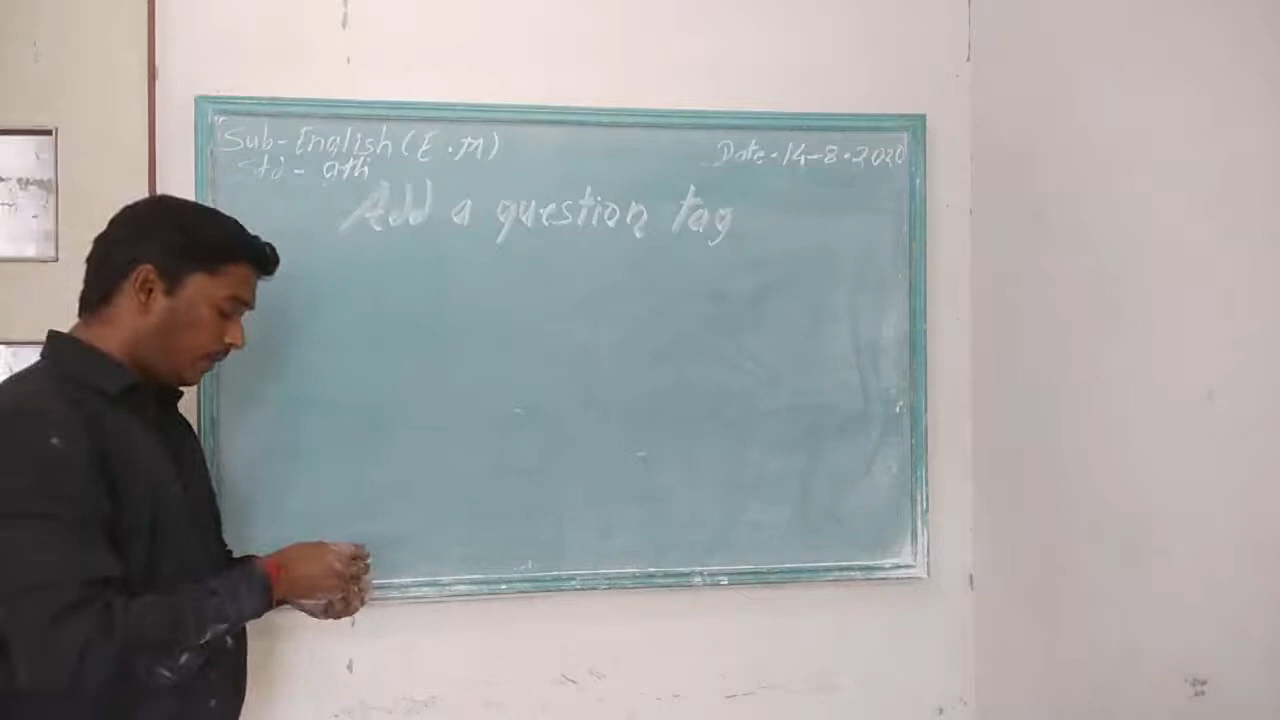 Sub-English (E.M)
Date-14-8-2020
Std-9th
Add a question tag